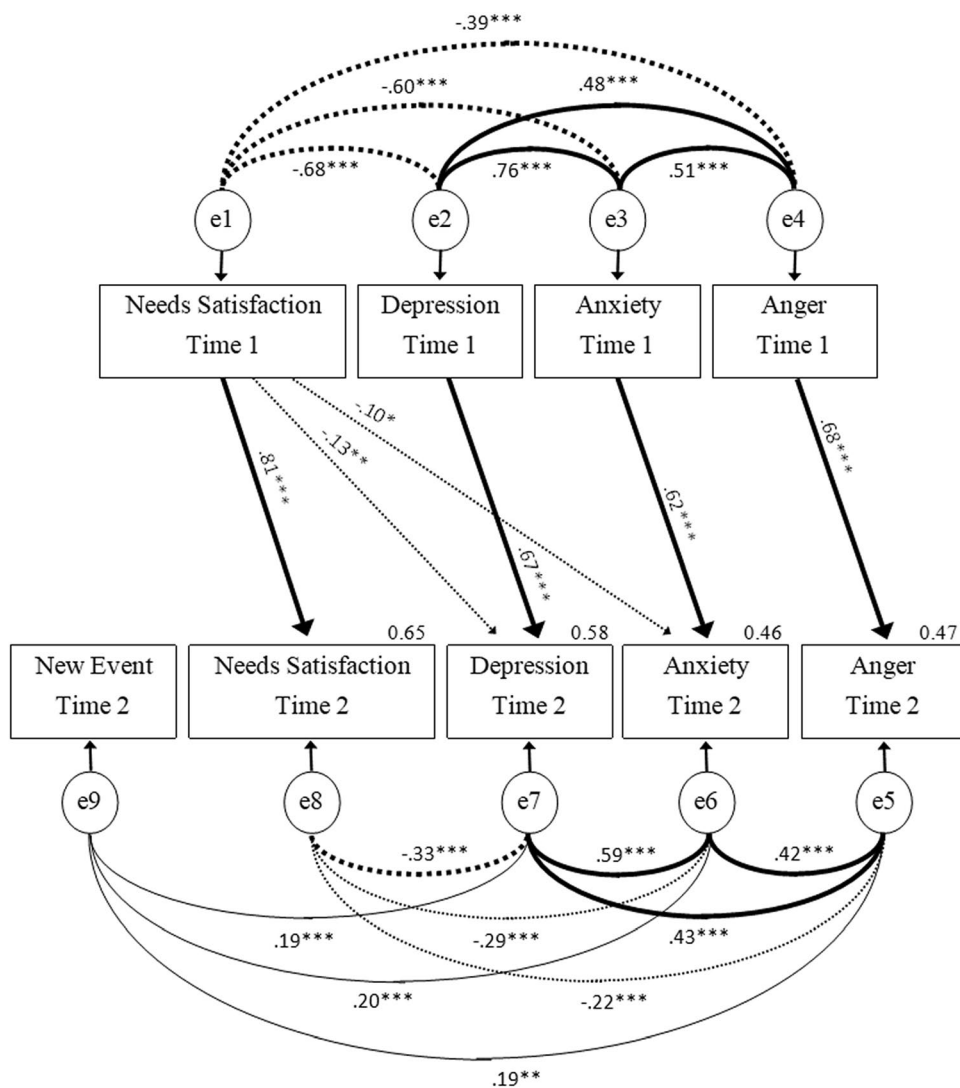 -.39***
-.60***
.48***
-.68***
.76***
.51***
e1
e2
e3
e4
Needs Satisfaction
Time 1
Depression
Time 1
Anxiety
Time 1
Anger
Time 1
-.10*
-.13**
.81***
.67***
.62***
.68***
0.65
0.58
0.46
0.47
New Event
Time 2
Needs Satisfaction
Time 2
Depression
Time 2
Anxiety
Time 2
Anger
Time 2
e9
e8
e7
e6
e5
-.33***
.59***
.42***
.19***
-.29***
.43***
.20***
-.22***
.19**